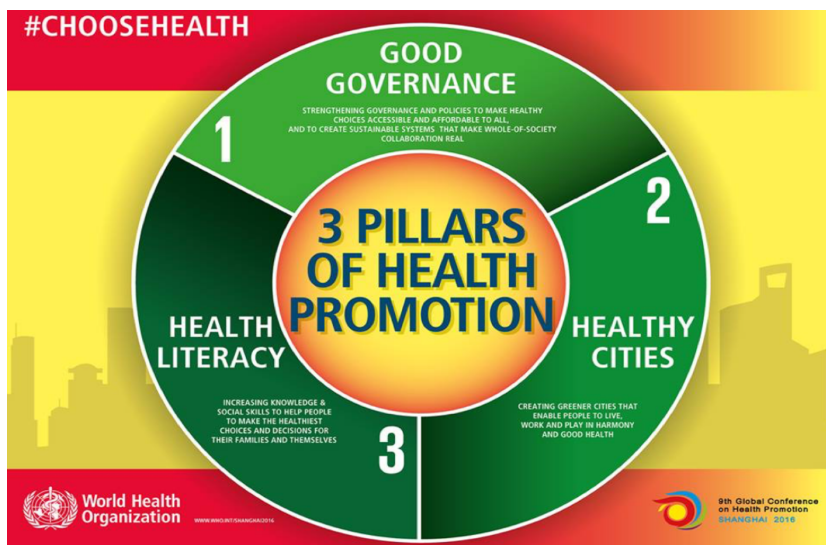 #CHOOSEHEALTH
GOOD
GOVERNANCE
STRENGTHENING GOVERNANCE AND POLICIES TO MAKE HEALTHY
CHOICES ACCESSIBLE AND AFFORDABLE TO ALL,
AND TO CREATE SUSTAINABLE SYSTEMS THAT MAKE WHOLE-OF-SOCIETY
COLLABORATION REAL
1
2
3 PILLARS
OF HEALTH
PROMOTION
HEALTHY
CITIES
CREATING GREENER CITIES THAT
ENABLE PEOPLE TO LIVE,
WORK AND PLAY IN HARMONY
AND GOOD HEALTH
HEALTH
LITERACY
INCREASING KNOWLEDGE &
SOCIAL SKILLS TO HELP PEOPLE
TO MAKE THE HEALTHIEST
CHOICES AND DECISIONS FOR
THEIR FAMILIES AND THEMSELVES
3
World Health
Organization
WWW.WHO.INT/SHANGHAI2016
9th Global Conference
on Health Promotion
SHANGHAI 2016